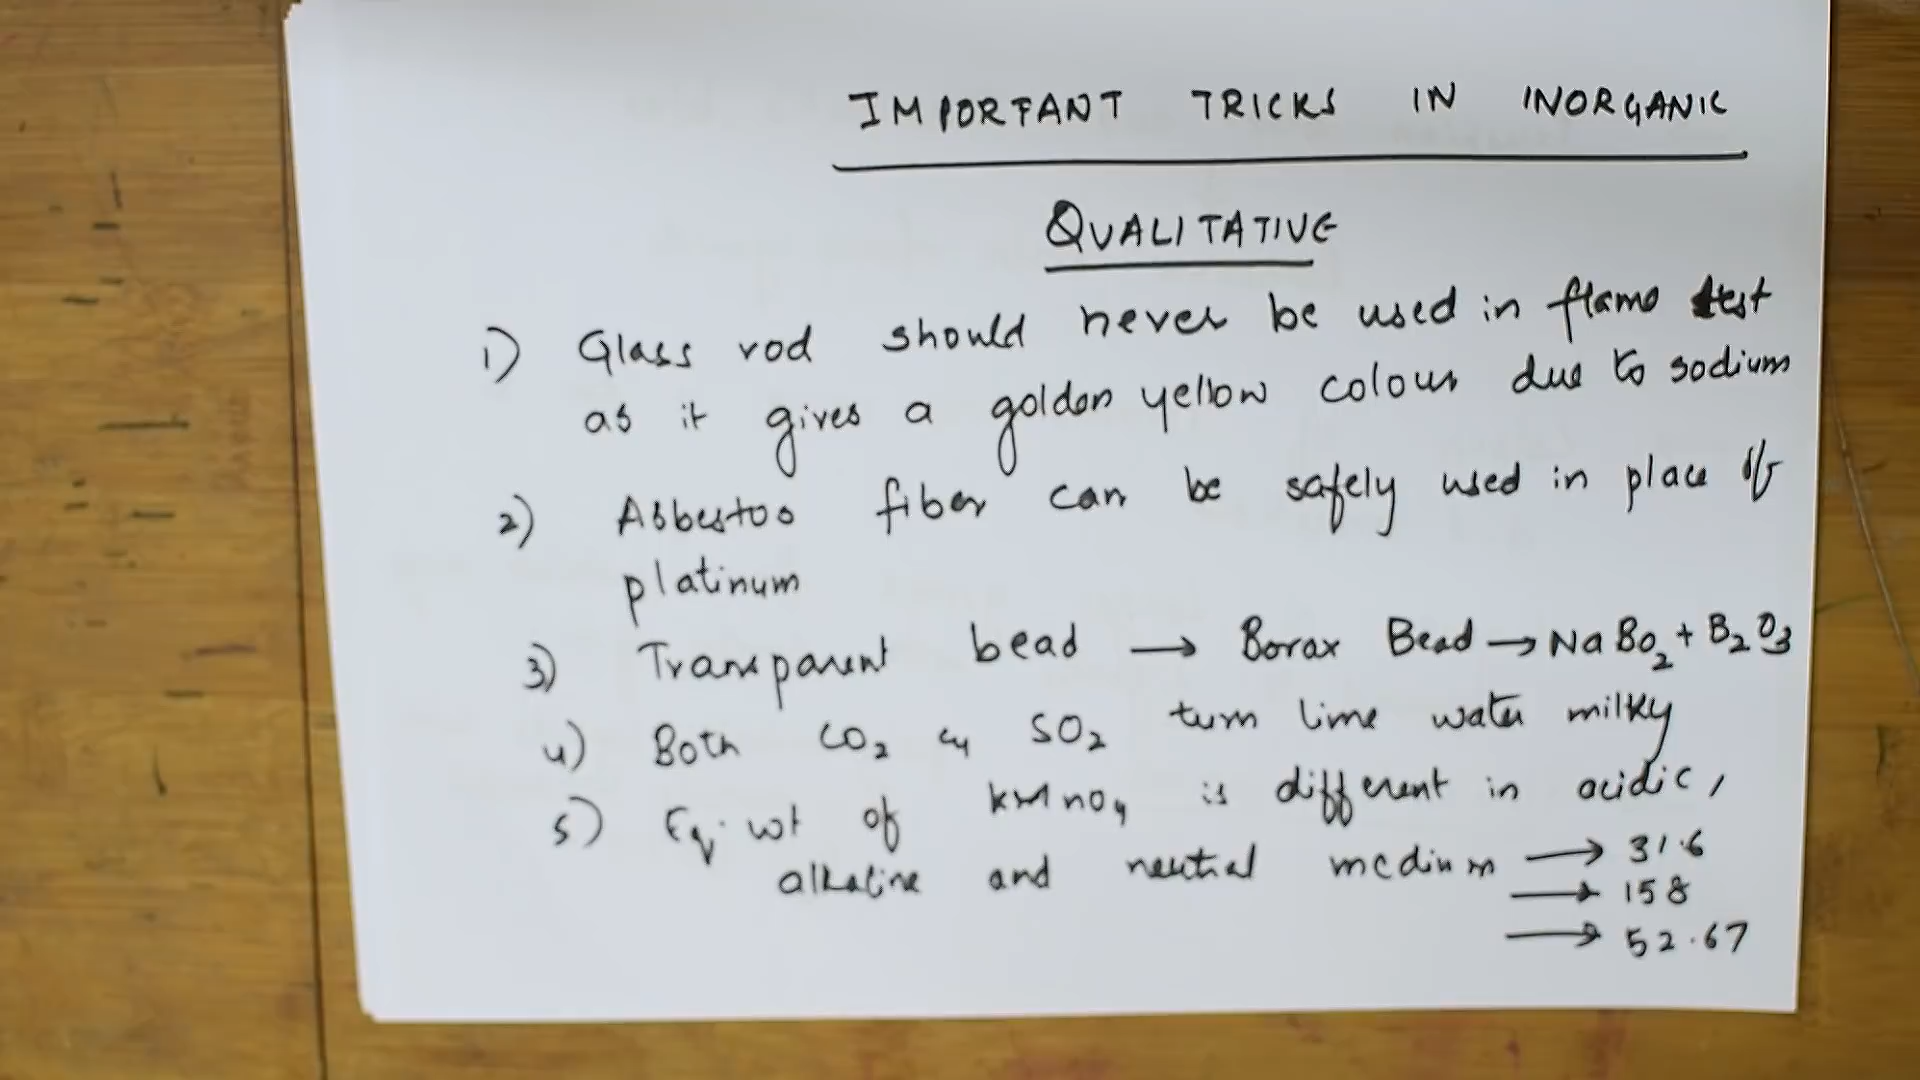 IMPORTANT TRICKS IN INORGANIC
QUALITATIVE
1) Glass rod should never be used in flame test
as it gives a golden yellow colour due to sodium
2) Asbestos fiber can be safely used in place of
platinum
3) Transparent bead → Borax Bead → NaBO₂ + B₂O₃
4) Both CO₂ & SO₂ turn lime water milky
5) Eq. wt of KMnO₄ is different in acidic,
alkaline and neutral medium → 31.6
→ 158
→ 52.67